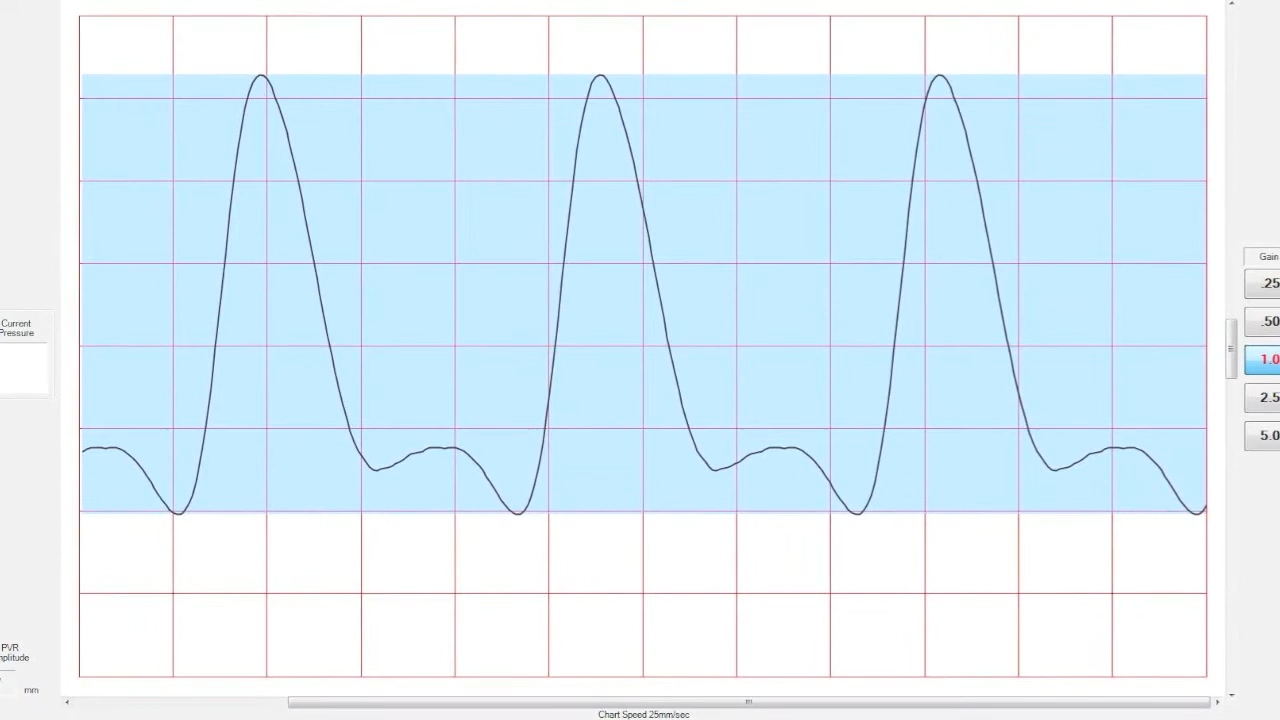 Current
Pressure
Gain
.25
.50
1.0
2.5
5.0
PVR
mplitude
mm
Chart Speed 25mm/sec